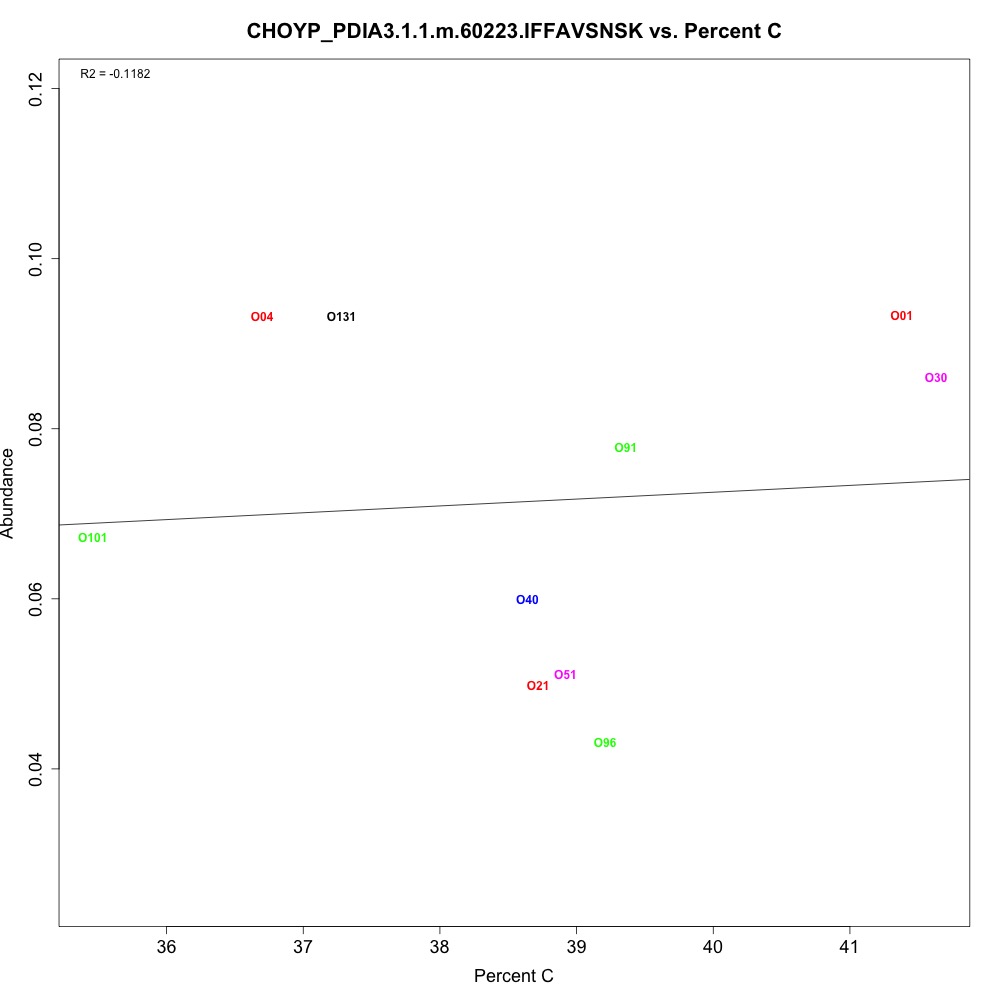 CHOYP_PDIA3.1.1.m.60223.IFFAVSNSK vs. Percent C
R2 = -0.1182
0.12
0.10
0.08
0.06
0.04
Abundance
O04
O131
O01
O30
O91
O101
O40
O51
O21
O96
36 37 38 39 40 41
Percent C